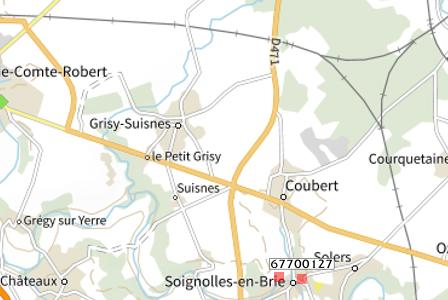 D471
e-Comte-Robert
Grisy-Suisnes
le Petit Grisy
Courquetaine
Suisnes
Coubert
Grégy sur Yerre
Solers
67700127
Châteaux
Soignolles-en-Brie